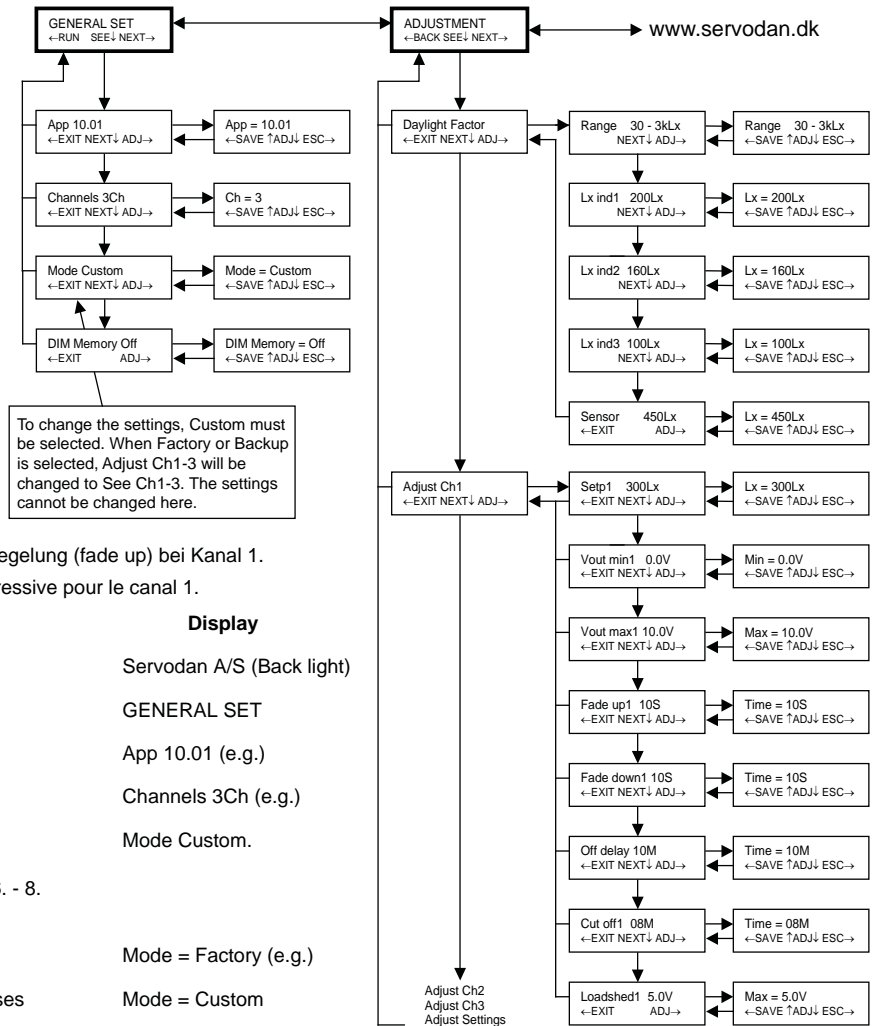 GENERAL SET
←RUN SEE↓ NEXT→
App 10.01
←EXIT NEXT↓ ADJ→
App = 10.01
←SAVE ↑ADJ↓ ESC→
Channels 3Ch
←EXIT NEXT↓ ADJ→
Ch = 3
←SAVE ↑ADJ↓ ESC→
Mode Custom
←EXIT NEXT↓ ADJ→
Mode = Custom
←SAVE ↑ADJ↓ ESC→
DIM Memory Off
←EXIT ADJ→
DIM Memory = Off
←SAVE ↑ADJ↓ ESC→
To change the settings, Custom must
be selected. When Factory or Backup
is selected, Adjust Ch1-3 will be
changed to See Ch1-3. The settings
cannot be changed here.
egelung (fade up) bei Kanal 1.
ressive pour le canal 1.
Display
Servodan A/S (Back light)
GENERAL SET
App 10.01 (e.g.)
Channels 3Ch (e.g.)
Mode Custom.
. - 8.
Mode = Factory (e.g.)
ses Mode = Custom
ADJUSTMENT
←BACK SEE↓ NEXT→
www.servodan.dk
Daylight Factor
←EXIT NEXT↓ ADJ→
Range 30 - 3kLx
NEXT↓ ADJ→
Range 30 - 3kLx
←SAVE ↑ADJ↓ ESC→
Lx ind1 200Lx
NEXT↓ ADJ→
Lx = 200Lx
←SAVE ↑ADJ↓ ESC→
Lx ind2 160Lx
NEXT↓ ADJ→
Lx = 160Lx
←SAVE ↑ADJ↓ ESC→
Lx ind3 100Lx
NEXT↓ ADJ→
Lx = 100Lx
←SAVE ↑ADJ↓ ESC→
Sensor 450Lx
←EXIT ADJ→
Lx = 450Lx
←SAVE ↑ADJ↓ ESC→
Adjust Ch1
←EXIT NEXT↓ ADJ→
Setp1 300Lx
←EXIT NEXT↓ ADJ→
Lx = 300Lx
←SAVE ↑ADJ↓ ESC→
Vout min1 0.0V
←EXIT NEXT↓ ADJ→
Min = 0.0V
←SAVE ↑ADJ↓ ESC→
Vout max1 10.0V
←EXIT NEXT↓ ADJ→
Max = 10.0V
←SAVE ↑ADJ↓ ESC→
Fade up1 10S
←EXIT NEXT↓ ADJ→
Time = 10S
←SAVE ↑ADJ↓ ESC→
Fade down1 10S
←EXIT NEXT↓ ADJ→
Time = 10S
←SAVE ↑ADJ↓ ESC→
Off delay 10M
←EXIT NEXT↓ ADJ→
Time = 10M
←SAVE ↑ADJ↓ ESC→
Cut off1 08M
←EXIT NEXT↓ ADJ→
Time = 08M
←SAVE ↑ADJ↓ ESC→
Loadshed1 5.0V
←EXIT ADJ→
Max = 5.0V
←SAVE ↑ADJ↓ ESC→
Adjust Ch2
Adjust Ch3
Adjust Settings